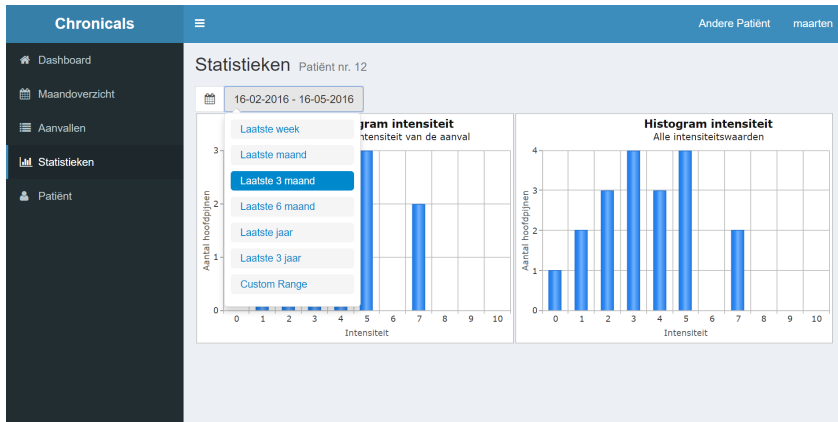 Chronicals
Andere Patiënt maarten
Dashboard
Maandoverzicht
Aanvallen
Statistieken
Patiënt
Statistieken Patiënt nr. 12
16-02-2016 - 16-05-2016
Laatste week
Laatste maand
Laatste 3 maand
Laatste 6 maand
Laatste jaar
Laatste 3 jaar
Custom Range
gram intensiteit
ntensiteit van de aanval
Aantal hoofdpijnen
3
2
1
0
0 1 2 3 4 5 6 7 8 9 10
Intensiteit
Histogram intensiteit
Alle intensiteitswaarden
Aantal hoofdpijnen
4
3
2
1
0
0 1 2 3 4 5 6 7 8 9 10
Intensiteit